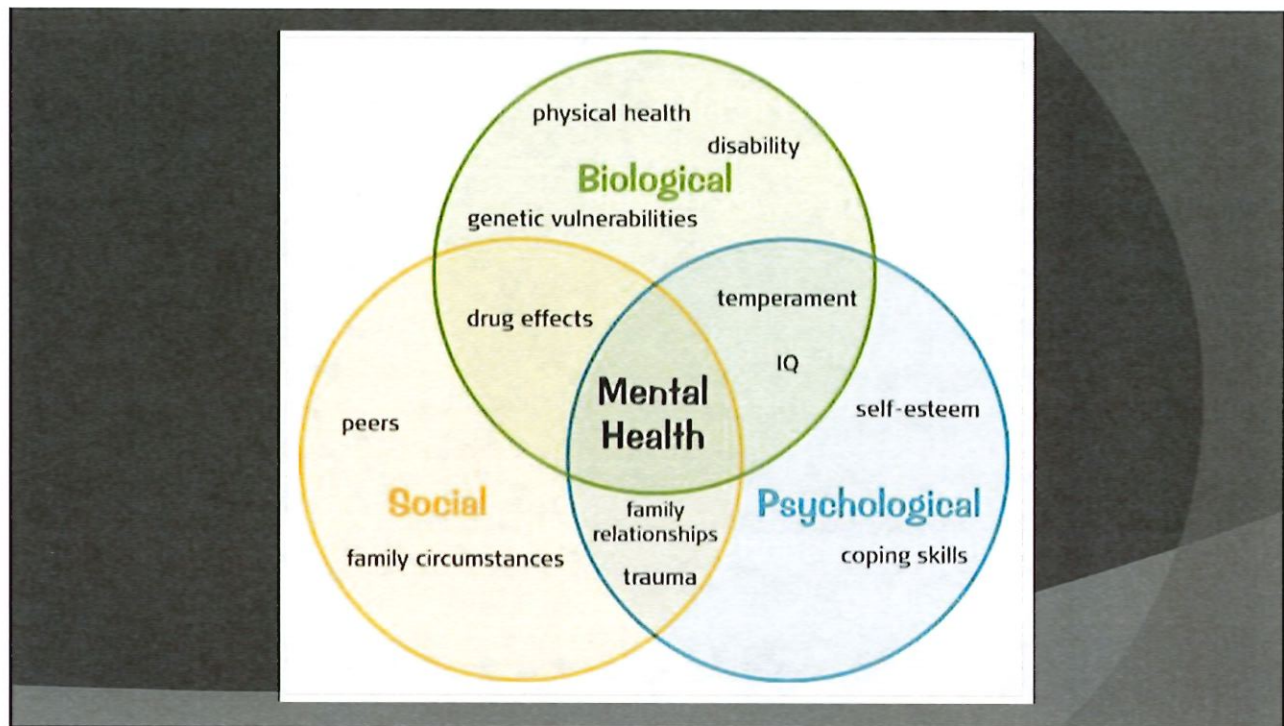 physical health
disability
Biological
genetic vulnerabilities
drug effects
temperament
IQ
Mental
Health
peers
self-esteem
Social
Psychological
family
relationships
family circumstances
coping skills
trauma